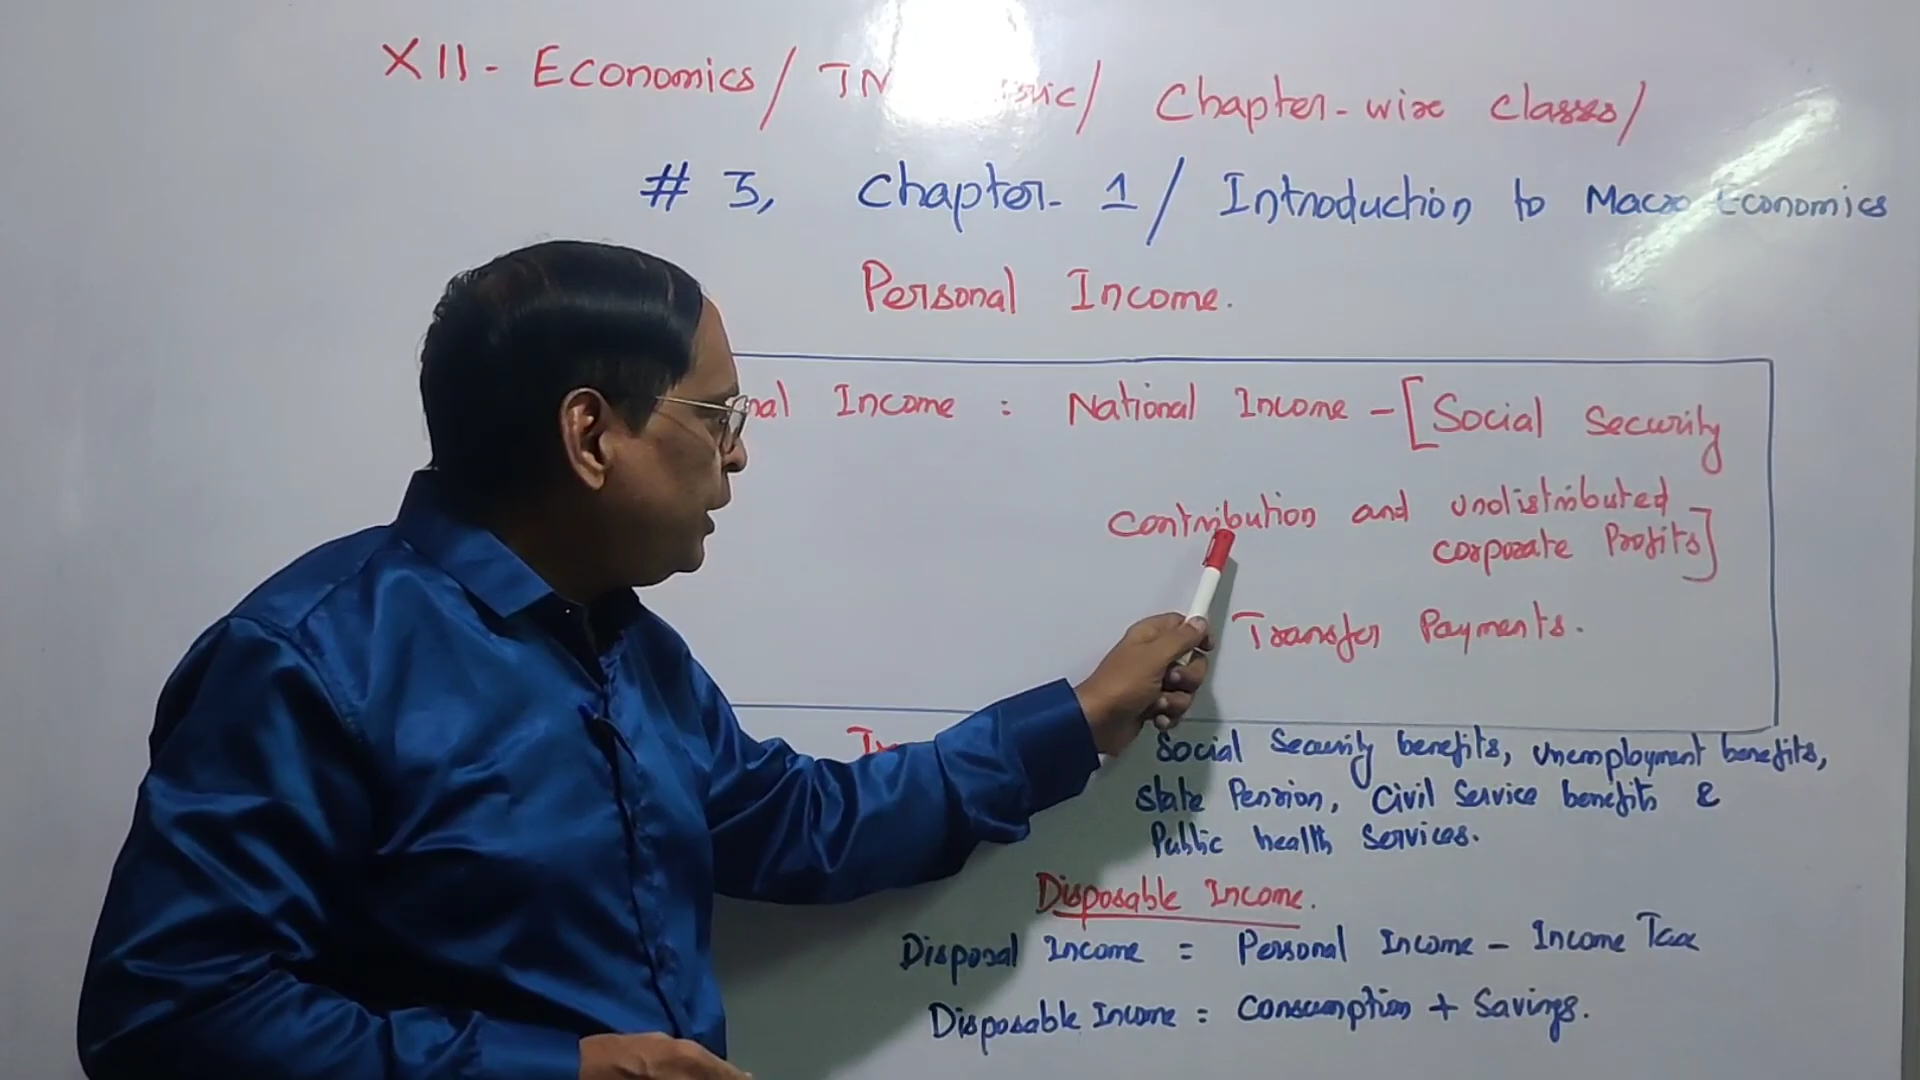 XII - Economics / TN / Chapter-wise classes /
# 3, Chapter- 1 / Introduction to Macro Economics
Personal Income.
Income : National Income - [Social Security
Contribution and undistributed
corporate Profits]
Transfer Payments.
Social Security benefits, unemployment benefits,
State Pension, Civil Service benefits &
Public health Services.
Disposable Income.
Disposal Income = Personal Income - Income Tax
Disposable Income = Consumption + Savings.